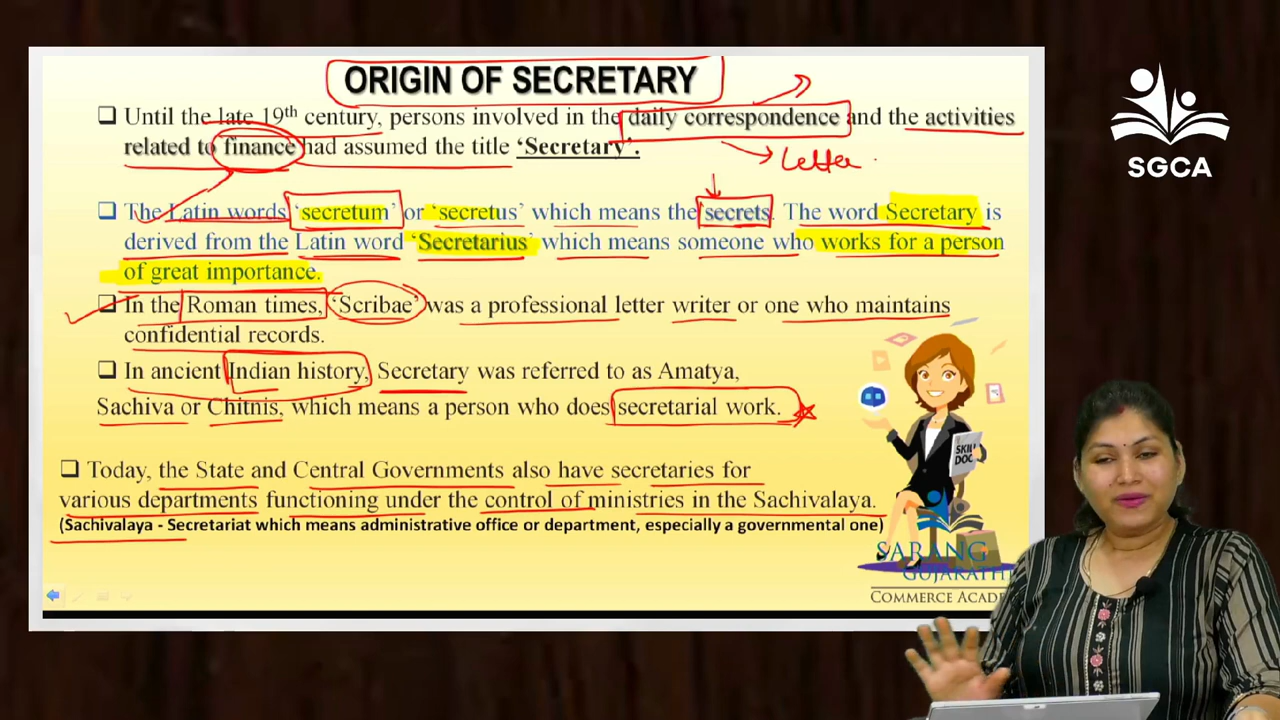 ORIGIN OF SECRETARY
❑ Until the late 19th century, persons involved in the daily correspondence and the activities
related to finance had assumed the title ‘Secretary’.
Letter
❑ The Latin words ‘secretum’ or ‘secretus’ which means the secrets. The word Secretary is
derived from the Latin word ‘Secretarius’ which means someone who works for a person
of great importance.
❑ In the Roman times, ‘Scribae’ was a professional letter writer or one who maintains
confidential records.
❑ In ancient Indian history, Secretary was referred to as Amatya,
Sachiva or Chitnis, which means a person who does secretarial work.
❑ Today, the State and Central Governments also have secretaries for
various departments functioning under the control of ministries in the Sachivalaya.
(Sachivalaya - Secretariat which means administrative office or department, especially a governmental one)
SKILL
DOC
SARANG
GUJARATHI
COMMERCE ACADE
SGCA